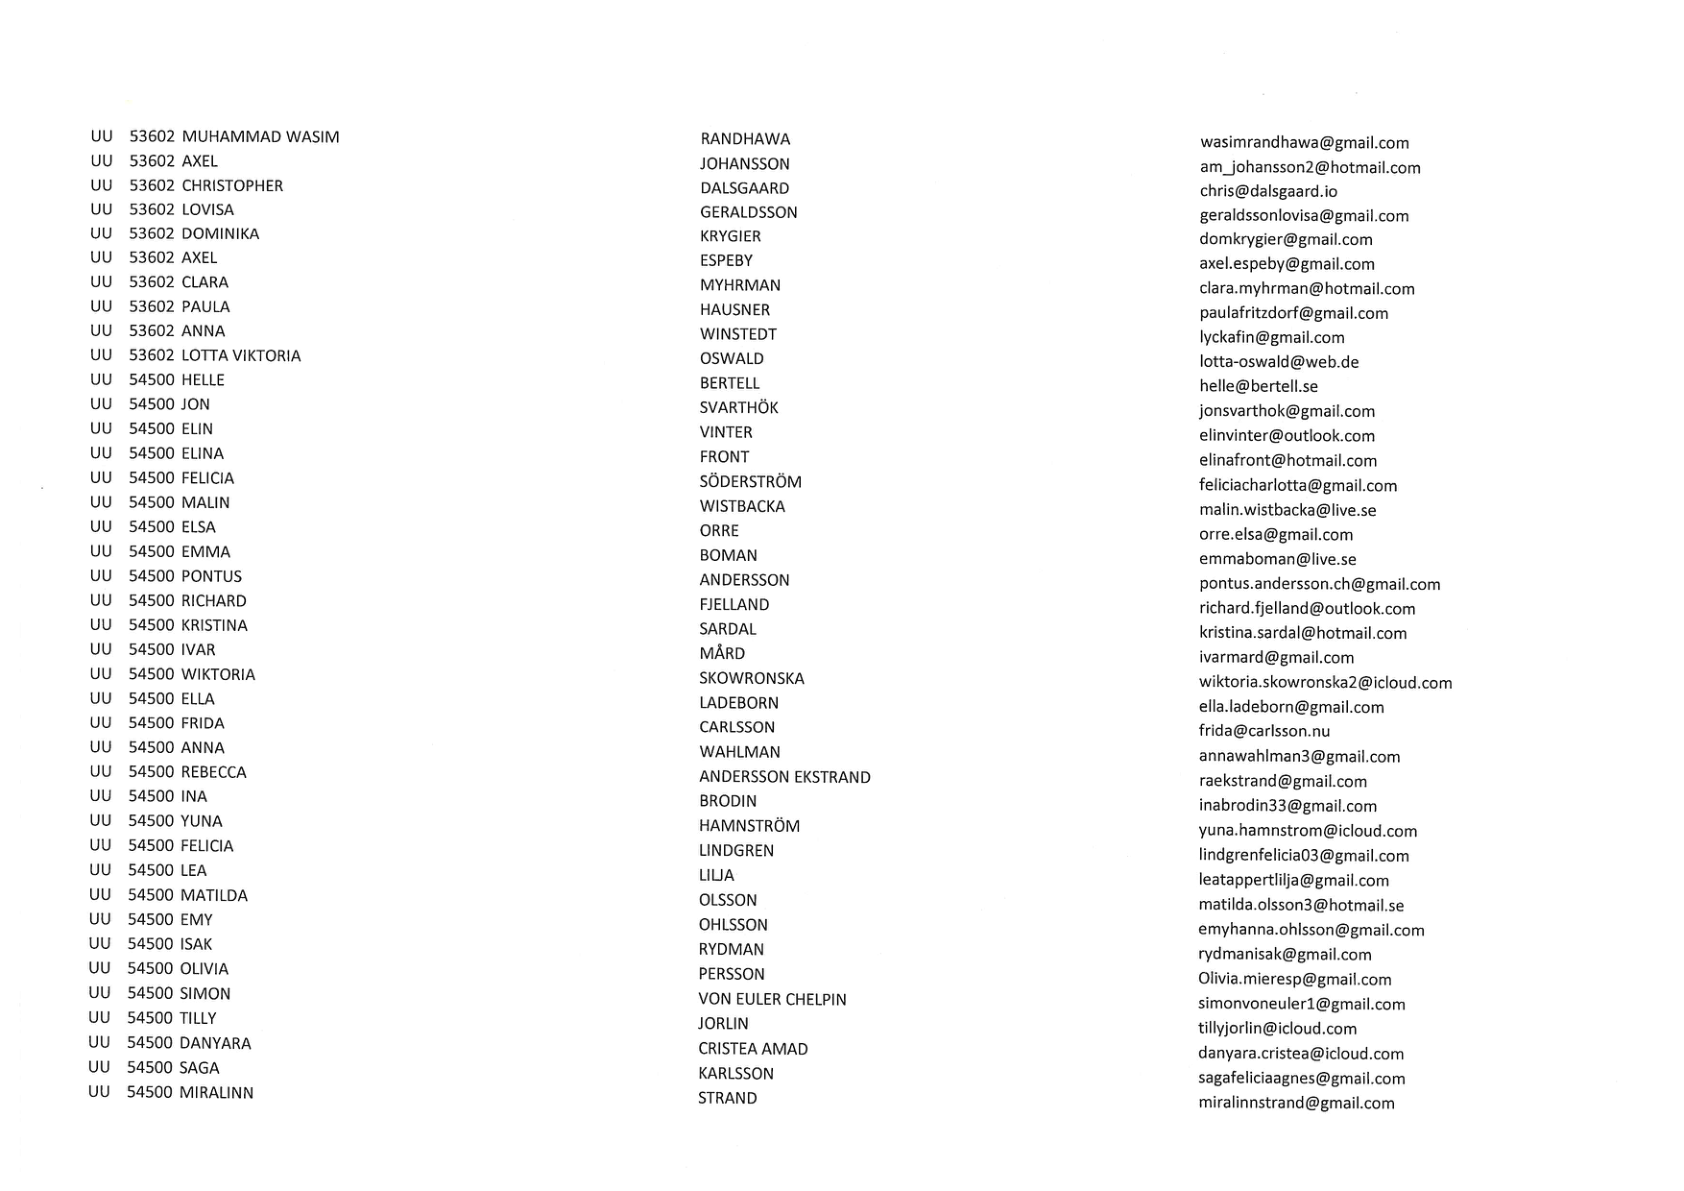 UU 53602 MUHAMMAD WASIM RANDHAWA wasimrandhawa@gmail.com
UU 53602 AXEL JOHANSSON am_johansson2@hotmail.com
UU 53602 CHRISTOPHER DALSGAARD chris@dalsgaard.io
UU 53602 LOVISA GERALDSSON geraldssonlovisa@gmail.com
UU 53602 DOMINIKA KRYGIER domkrygier@gmail.com
UU 53602 AXEL ESPEBY axel.espeby@gmail.com
UU 53602 CLARA MYHRMAN clara.myhrman@hotmail.com
UU 53602 PAULA HAUSNER paulafritzdorf@gmail.com
UU 53602 ANNA WINSTEDT lyckafin@gmail.com
UU 53602 LOTTA VIKTORIA OSWALD lotta-oswald@web.de
UU 54500 HELLE BERTELL helle@bertell.se
UU 54500 JON SVARTHÖK jonsvarthok@gmail.com
UU 54500 ELIN VINTER elinvinter@outlook.com
UU 54500 ELINA FRONT elinafront@hotmail.com
UU 54500 FELICIA SÖDERSTRÖM feliciacharlotta@gmail.com
UU 54500 MALIN WISTBACKA malin.wistbacka@live.se
UU 54500 ELSA ORRE orre.elsa@gmail.com
UU 54500 EMMA BOMAN emmaboman@live.se
UU 54500 PONTUS ANDERSSON pontus.andersson.ch@gmail.com
UU 54500 RICHARD FJELLAND richard.fjelland@outlook.com
UU 54500 KRISTINA SARDAL kristina.sardal@hotmail.com
UU 54500 IVAR MÅRD ivarmard@gmail.com
UU 54500 WIKTORIA SKOWRONSKA wiktoria.skowronska2@icloud.com
UU 54500 ELLA LADEBORN ella.ladeborn@gmail.com
UU 54500 FRIDA CARLSSON frida@carlsson.nu
UU 54500 ANNA WAHLMAN annawahlman3@gmail.com
UU 54500 REBECCA ANDERSSON EKSTRAND raekstrand@gmail.com
UU 54500 INA BRODIN inabrodin33@gmail.com
UU 54500 YUNA HAMNSTRÖM yuna.hamnstrom@icloud.com
UU 54500 FELICIA LINDGREN lindgrenfelicia03@gmail.com
UU 54500 LEA LILJA leatappertlilja@gmail.com
UU 54500 MATILDA OLSSON matilda.olsson3@hotmail.se
UU 54500 EMY OHLSSON emyhanna.ohlsson@gmail.com
UU 54500 ISAK RYDMAN rydmanisak@gmail.com
UU 54500 OLIVIA PERSSON Olivia.mieresp@gmail.com
UU 54500 SIMON VON EULER CHELPIN simonvoneuler1@gmail.com
UU 54500 TILLY JORLIN tillyjorlin@icloud.com
UU 54500 DANYARA CRISTEA AMAD danyara.cristea@icloud.com
UU 54500 SAGA KARLSSON sagafeliciaagnes@gmail.com
UU 54500 MIRALINN STRAND miralinnstrand@gmail.com